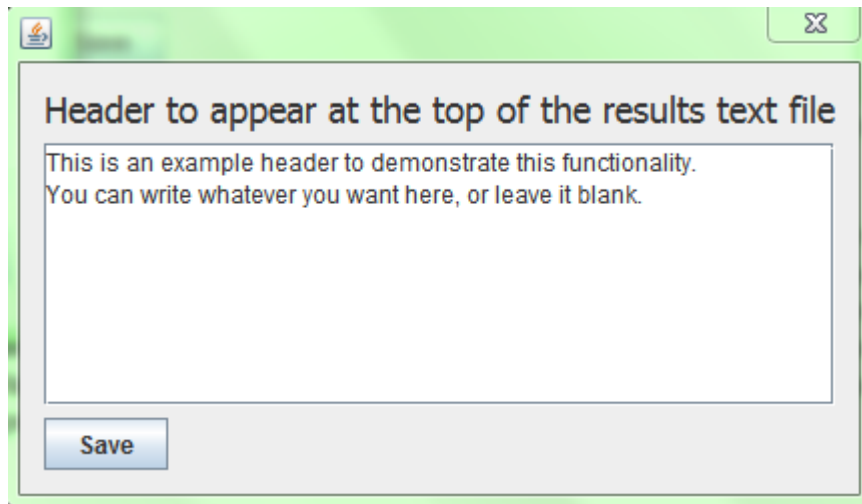 Header to appear at the top of the results text file
This is an example header to demonstrate this functionality.
You can write whatever you want here, or leave it blank.
Save